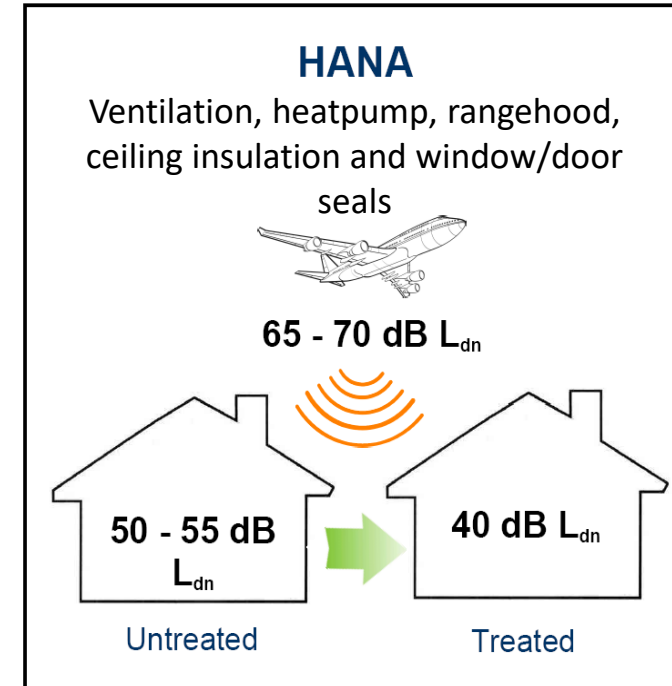 HANA
Ventilation, heatpump, rangehood,
ceiling insulation and window/door
seals
65 - 70 dB Ldn
50 - 55 dB
Ldn
40 dB Ldn
Untreated
Treated